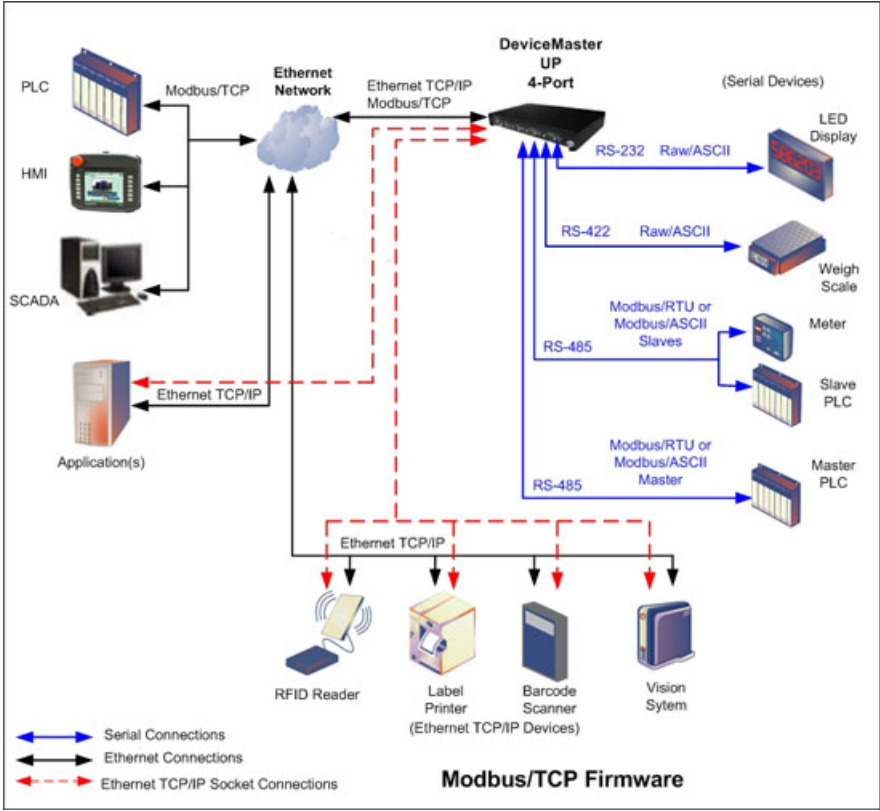 DeviceMaster
UP
4-Port
PLC
Modbus/TCP
Ethernet
Network
Ethernet TCP/IP
Modbus/TCP
(Serial Devices)
LED
Display
RS-232 Raw/ASCII
HMI
RS-422 Raw/ASCII
Weigh
Scale
SCADA
Modbus/RTU or
Modbus/ASCII
Slaves
RS-485
Meter
Slave
PLC
Ethernet TCP/IP
Application(s)
Modbus/RTU or
Modbus/ASCII
Master
RS-485
Master
PLC
Ethernet TCP/IP
RFID Reader
Label
Printer
Barcode
Scanner
Vision
Sytem
(Ethernet TCP/IP Devices)
Serial Connections
Ethernet Connections
Ethernet TCP/IP Socket Connections
Modbus/TCP Firmware